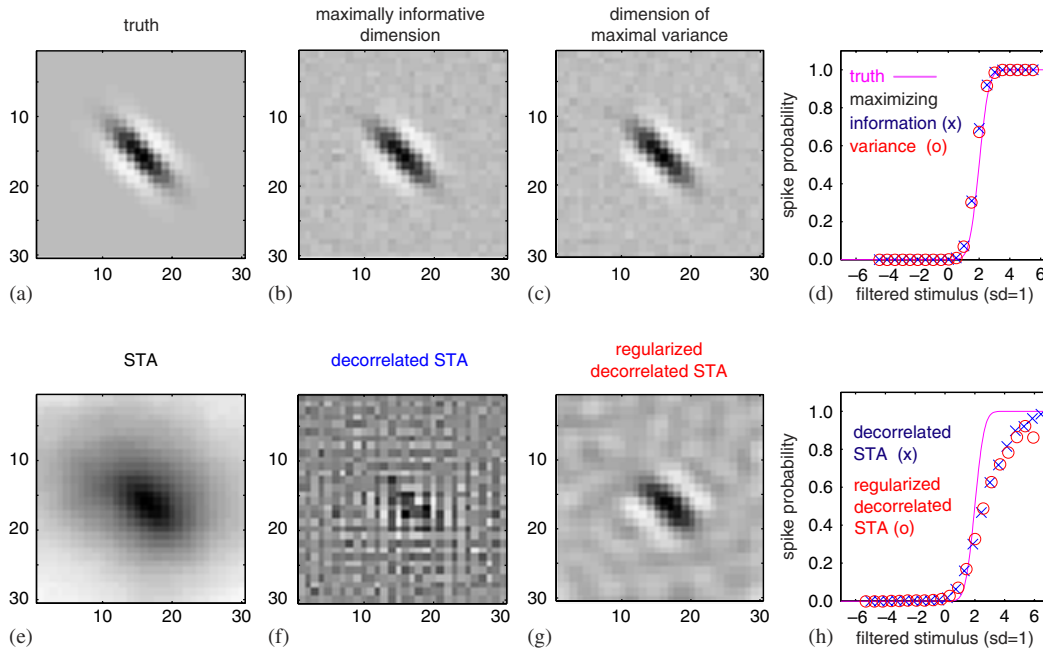 truth
maximally informative
dimension
dimension of
maximal variance
10
20
30
10 20 30
(a)
10
20
30
10 20 30
(b)
10
20
30
10 20 30
(c)
spike probability
1.0
0.8
0.6
0.4
0.2
0.0
truth
maximizing
information (x)
variance (o)
-6 -4 -2 0 2 4 6
(d) filtered stimulus (sd=1)
STA
decorrelated STA
regularized
decorrelated STA
10
20
30
10 20 30
(e)
10
20
30
10 20 30
(f)
10
20
30
10 20 30
(g)
spike probability
1.0
0.8
0.6
0.4
0.2
0.0
decorrelated
STA (x)
regularized
decorrelated
STA (o)
-6 -4 -2 0 2 4 6
(h) filtered stimulus (sd=1)